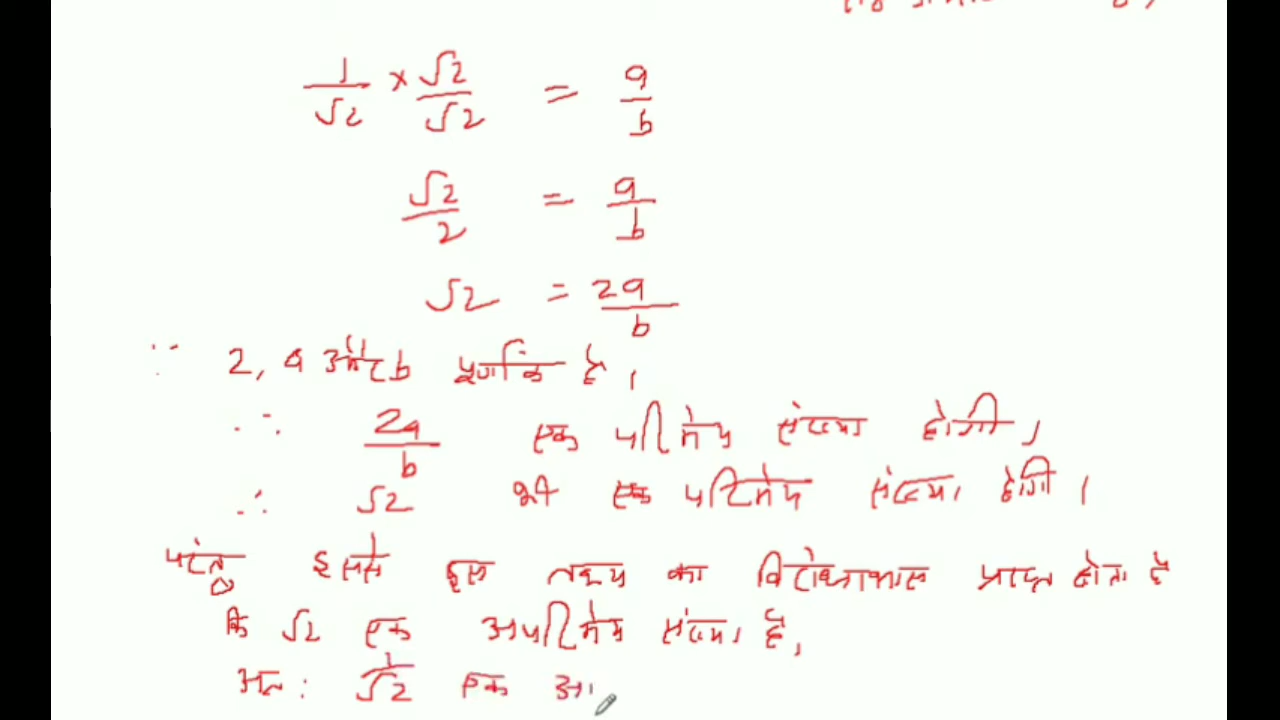 1/√2 × √2/√2 = a/b
√2/2 = a/b
√2 = 2a/b
∵ 2, a और b पूर्णांक है।
∴ 2a/b एक परिमेय संख्या होगी।
∴ √2 भी एक परिमेय संख्या होगी।
परंतु इससे इस तथ्य का विरोधाभास प्राप्त होता है
कि √2 एक अपरिमेय संख्या है,
अतः 1/√2 एक अ